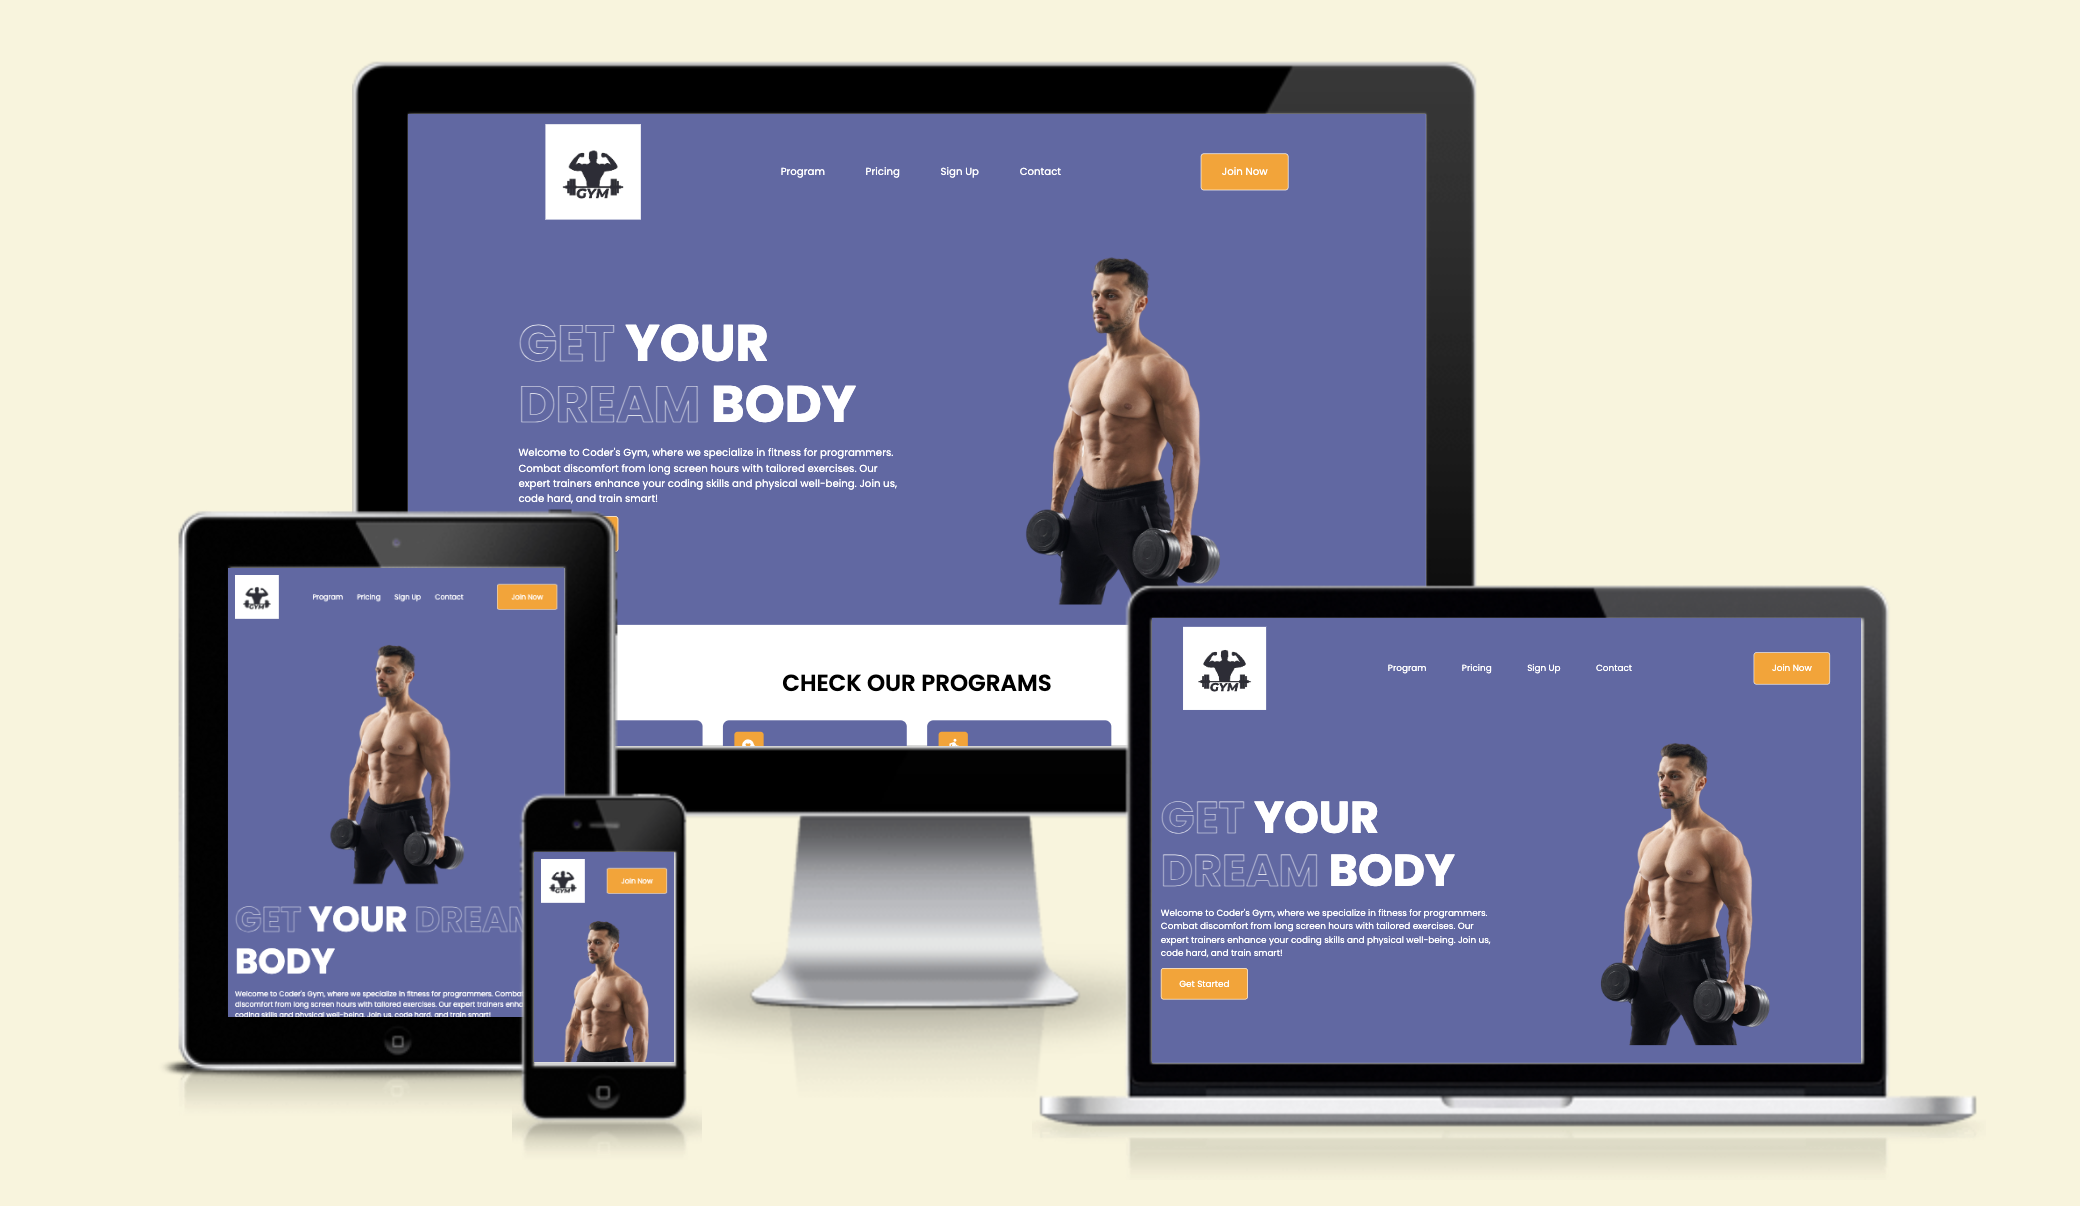 GYM
Program Pricing Sign Up Contact
Join Now
GET YOUR
DREAM BODY
Welcome to Coder's Gym, where we specialize in fitness for programmers.
Combat discomfort from long screen hours with tailored exercises. Our
expert trainers enhance your coding skills and physical well-being. Join us,
code hard, and train smart!
CHECK OUR PROGRAMS
GYM
Program Pricing Sign Up Contact
Join Now
GET YOUR DREAM
BODY
Welcome to Coder's Gym, where we specialize in fitness for programmers. Comba
discomfort from long screen hours with tailored exercises. Our expert trainers enhc
coding skills and physical well-being. Join us, code hard, and train smart!
GYM
Join Now
GYM
Program Pricing Sign Up Contact
Join Now
GET YOUR
DREAM BODY
Welcome to Coder's Gym, where we specialize in fitness for programmers.
Combat discomfort from long screen hours with tailored exercises. Our
expert trainers enhance your coding skills and physical well-being. Join us,
code hard, and train smart!
Get Started